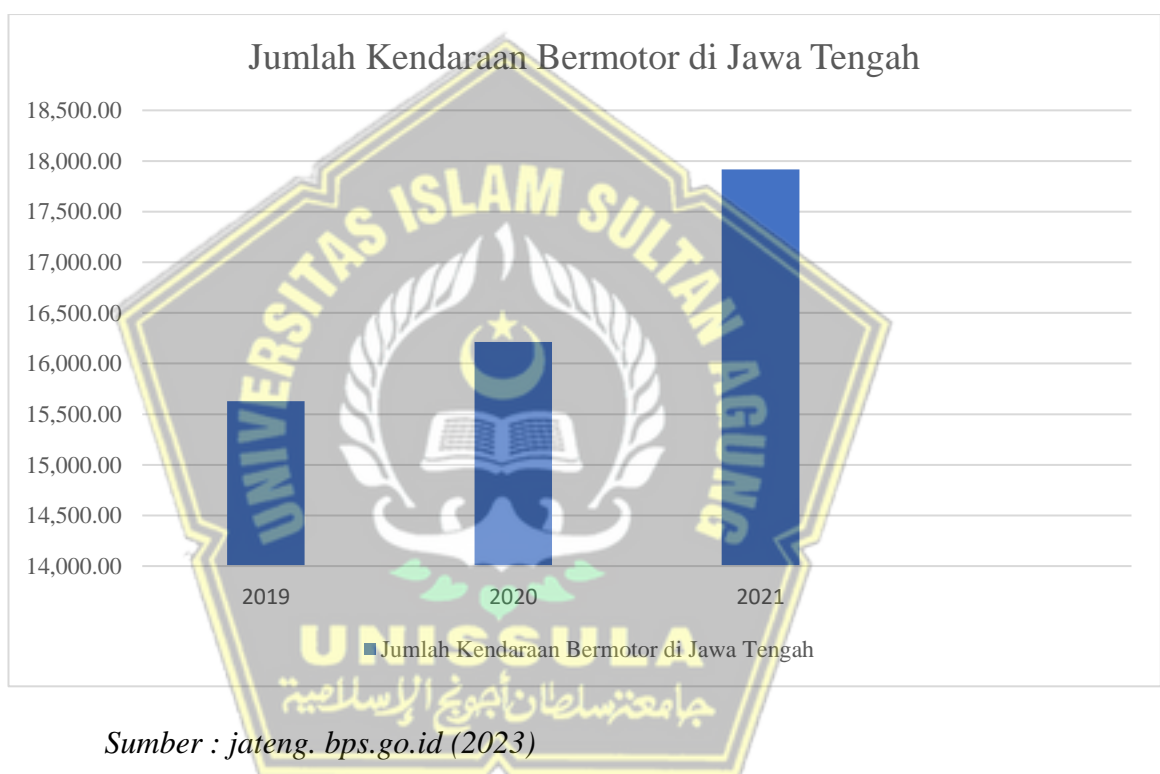 Jumlah Kendaraan Bermotor di Jawa Tengah
18,500.00
18,000.00
17,500.00
17,000.00
16,500.00
16,000.00
15,500.00
15,000.00
14,500.00
14,000.00
2019 2020 2021
Jumlah Kendaraan Bermotor di Jawa Tengah
UNIVERSITAS ISLAM SULTAN AGUNG
UNISSULA
جامعتسلطان أجونج الإسلامية
Sumber : jateng. bps.go.id (2023)